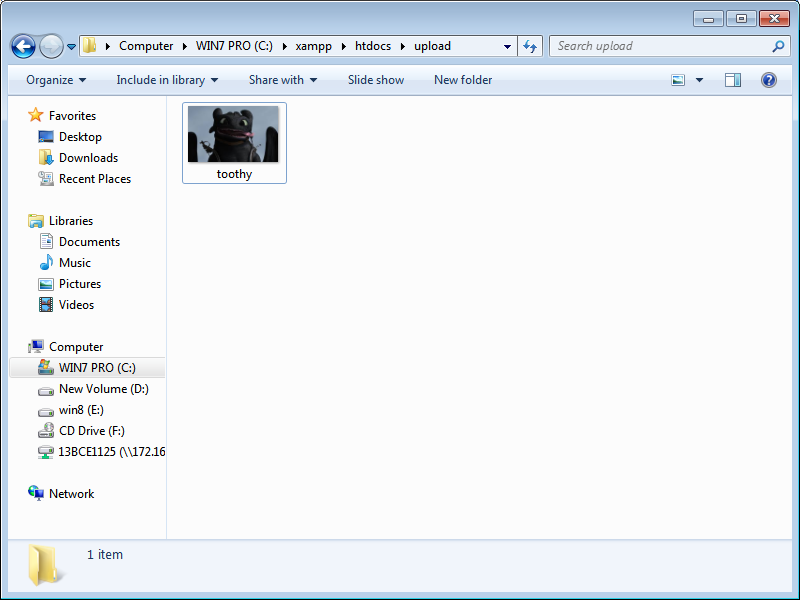 Computer WIN7 PRO (C:) xampp htdocs upload Search upload
Organize Include in library Share with Slide show New folder
Favorites
Desktop
Downloads
Recent Places
Libraries
Documents
Music
Pictures
Videos
Computer
WIN7 PRO (C:)
New Volume (D:)
win8 (E:)
CD Drive (F:)
13BCE1125 (\\172.16
Network
toothy
1 item